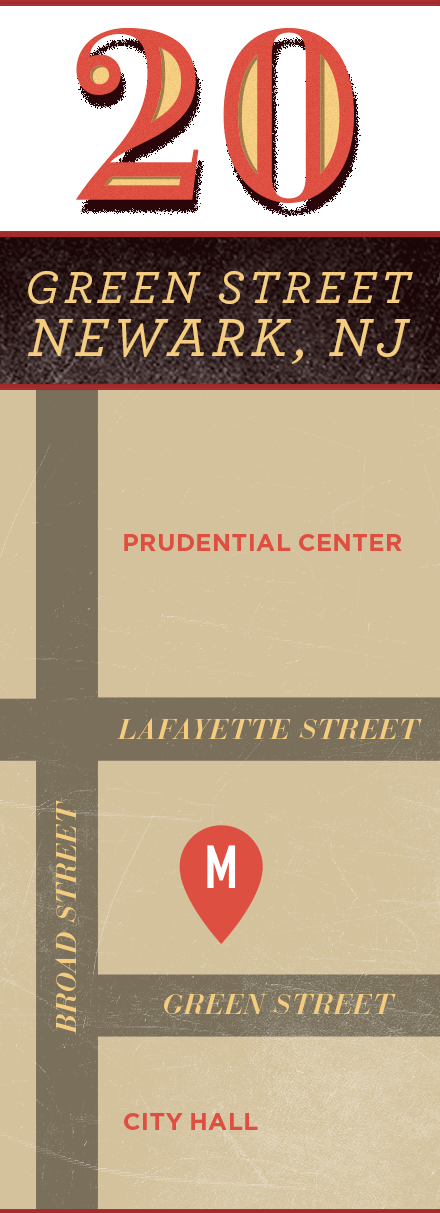 20
GREEN STREET
NEWARK, NJ
PRUDENTIAL CENTER
LAFAYETTE STREET
BROAD STREET
M
GREEN STREET
CITY HALL